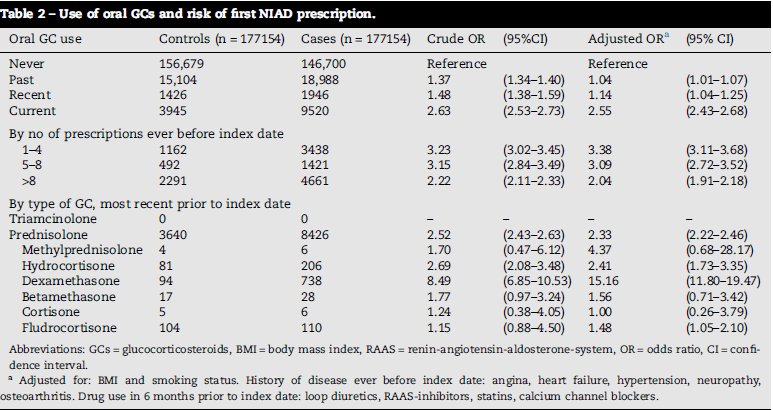 Table 2 – Use of oral GCs and risk of first NIAD prescription.
Oral GC use Controls (n = 177154) Cases (n = 177154) Crude OR (95%CI) Adjusted ORa (95% CI)
Never 156,679 146,700 Reference Reference
Past 15,104 18,988 1.37 (1.34–1.40) 1.04 (1.01–1.07)
Recent 1426 1946 1.48 (1.38–1.59) 1.14 (1.04–1.25)
Current 3945 9520 2.63 (2.53–2.73) 2.55 (2.43–2.68)
By no of prescriptions ever before index date
1–4 1162 3438 3.23 (3.02–3.45) 3.38 (3.11–3.68)
5–8 492 1421 3.15 (2.84–3.49) 3.09 (2.72–3.52)
>8 2291 4661 2.22 (2.11–2.33) 2.04 (1.91–2.18)
By type of GC, most recent prior to index date
Triamcinolone 0 0 – – – –
Prednisolone 3640 8426 2.52 (2.43–2.63) 2.33 (2.22–2.46)
Methylprednisolone 4 6 1.70 (0.47–6.12) 4.37 (0.68–28.17)
Hydrocortisone 81 206 2.69 (2.08–3.48) 2.41 (1.73–3.35)
Dexamethasone 94 738 8.49 (6.85–10.53) 15.16 (11.80–19.47)
Betamethasone 17 28 1.77 (0.97–3.24) 1.56 (0.71–3.42)
Cortisone 5 6 1.24 (0.38–4.05) 1.00 (0.26–3.79)
Fludrocortisone 104 110 1.15 (0.88–4.50) 1.48 (1.05–2.10)
Abbreviations: GCs = glucocorticosteroids, BMI = body mass index, RAAS = renin-angiotensin-aldosterone-system, OR = odds ratio, CI = confi-
dence interval.
a Adjusted for: BMI and smoking status. History of disease ever before index date: angina, heart failure, hypertension, neuropathy,
osteoarthritis. Drug use in 6 months prior to index date: loop diuretics, RAAS-inhibitors, statins, calcium channel blockers.